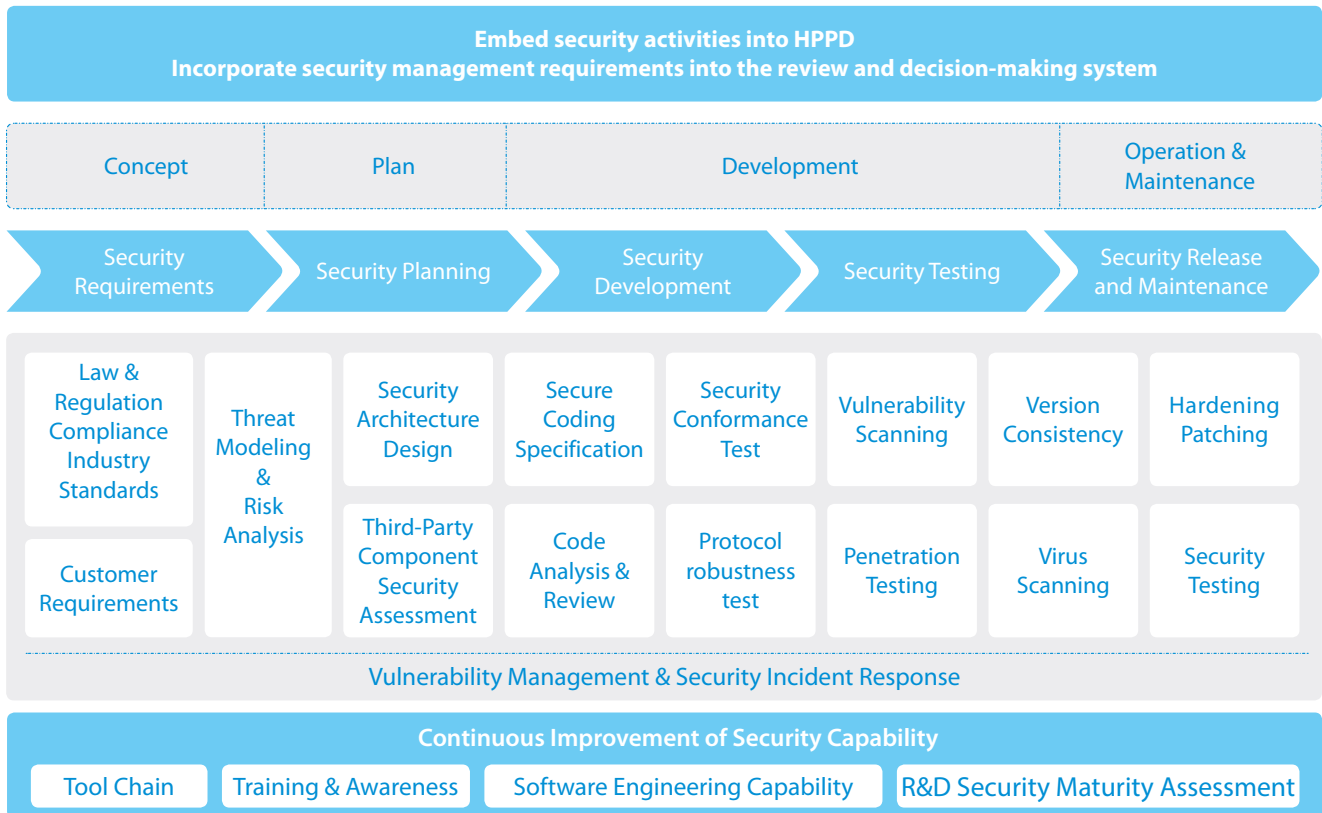 Embed security activities into HPPD
Incorporate security management requirements into the review and decision-making system
Concept
Plan
Development
Operation &
Maintenance
Security
Requirements
Security Planning
Security
Development
Security Testing
Security Release
and Maintenance
Law &
Regulation
Compliance
Industry
Standards
Customer
Requirements
Threat
Modeling
&
Risk
Analysis
Security
Architecture
Design
Third-Party
Component
Security
Assessment
Secure
Coding
Specification
Code
Analysis &
Review
Security
Conformance
Test
Protocol
robustness
test
Vulnerability
Scanning
Penetration
Testing
Version
Consistency
Virus
Scanning
Hardening
Patching
Security
Testing
Vulnerability Management & Security Incident Response
Continuous Improvement of Security Capability
Tool Chain
Training & Awareness
Software Engineering Capability
R&D Security Maturity Assessment